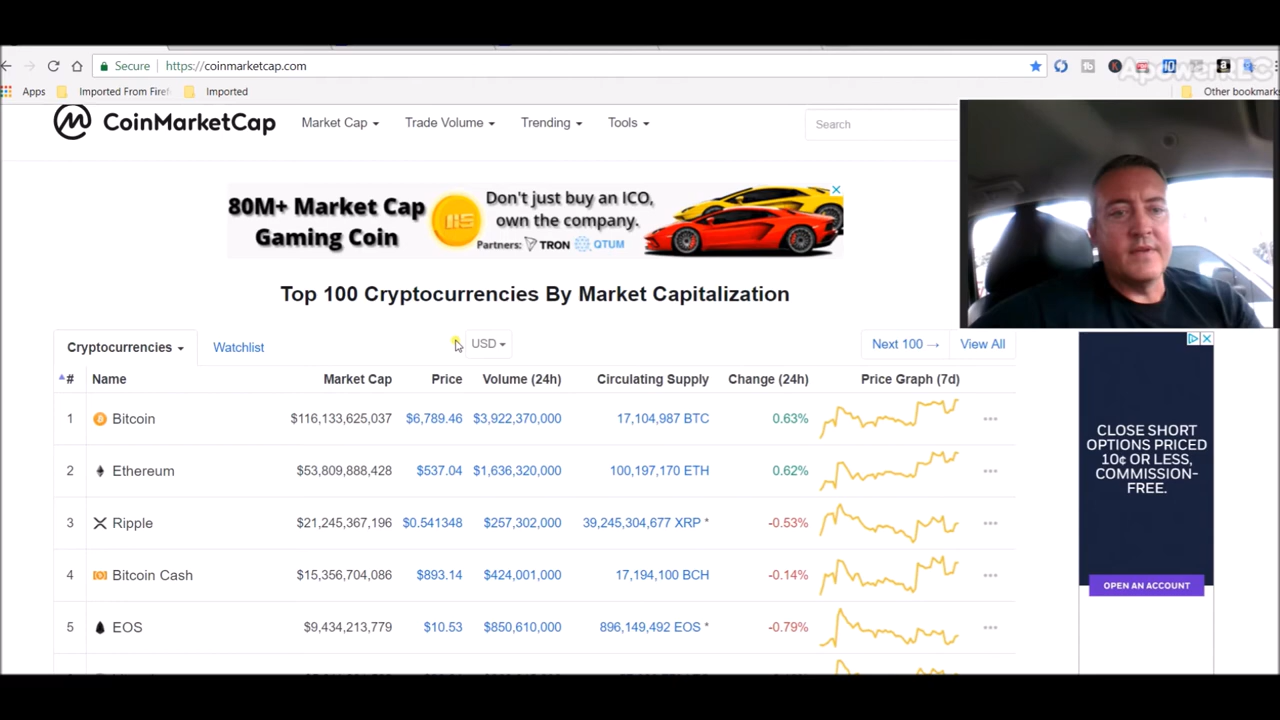 ApowerREC
Secure https://coinmarketcap.com
Apps Imported From Firef Imported Other bookmark
CoinMarketCap Market Cap Trade Volume Trending Tools Search
80M+ Market Cap
Gaming Coin
Don't just buy an ICO,
own the company.
Partners: TRON QTUM
Top 100 Cryptocurrencies By Market Capitalization
Cryptocurrencies Watchlist USD Next 100 → View All
# Name Market Cap Price Volume (24h) Circulating Supply Change (24h) Price Graph (7d)
1 Bitcoin $116,133,625,037 $6,789.46 $3,922,370,000 17,104,987 BTC 0.63%
2 Ethereum $53,809,888,428 $537.04 $1,636,320,000 100,197,170 ETH 0.62%
3 Ripple $21,245,367,196 $0.541348 $257,302,000 39,245,304,677 XRP * -0.53%
4 Bitcoin Cash $15,356,704,086 $893.14 $424,001,000 17,194,100 BCH -0.14%
5 EOS $9,434,213,779 $10.53 $850,610,000 896,149,492 EOS * -0.79%
CLOSE SHORT
OPTIONS PRICED
10¢ OR LESS,
COMMISSION-
FREE.
OPEN AN ACCOUNT